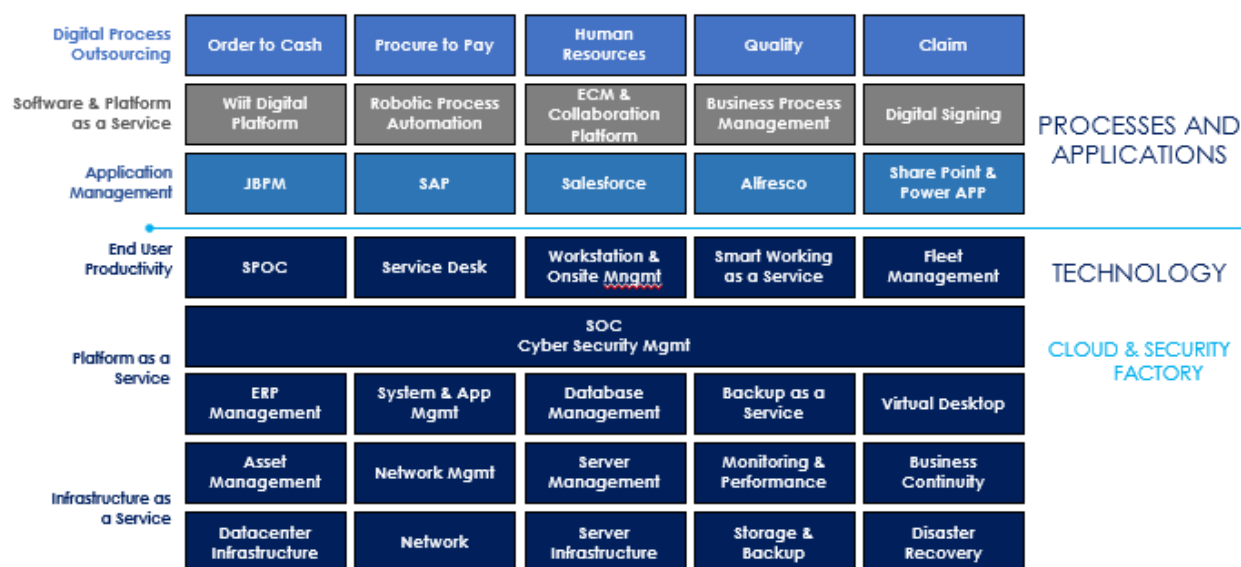 Digital Process
Outsourcing
Order to Cash
Procure to Pay
Human
Resources
Quality
Claim
Software & Platform
as a Service
Wiit Digital
Platform
Robotic Process
Automation
ECM &
Collaboration
Platform
Business Process
Management
Digital Signing
PROCESSES AND
APPLICATIONS
Application
Management
JBPM
SAP
Salesforce
Alfresco
Share Point &
Power APP
End User
Productivity
SPOC
Service Desk
Workstation &
Onsite Mngmt
Smart Working
as a Service
Fleet
Management
TECHNOLOGY
SOC
Cyber Security Mgmt
CLOUD & SECURITY
FACTORY
Platform as a
Service
ERP
Management
System & App
Mgmt
Database
Management
Backup as a
Service
Virtual Desktop
Infrastructure as
a Service
Asset
Management
Network Mgmt
Server
Management
Monitoring &
Performance
Business
Continuity
Datacenter
Infrastructure
Network
Server
Infrastructure
Storage &
Backup
Disaster
Recovery